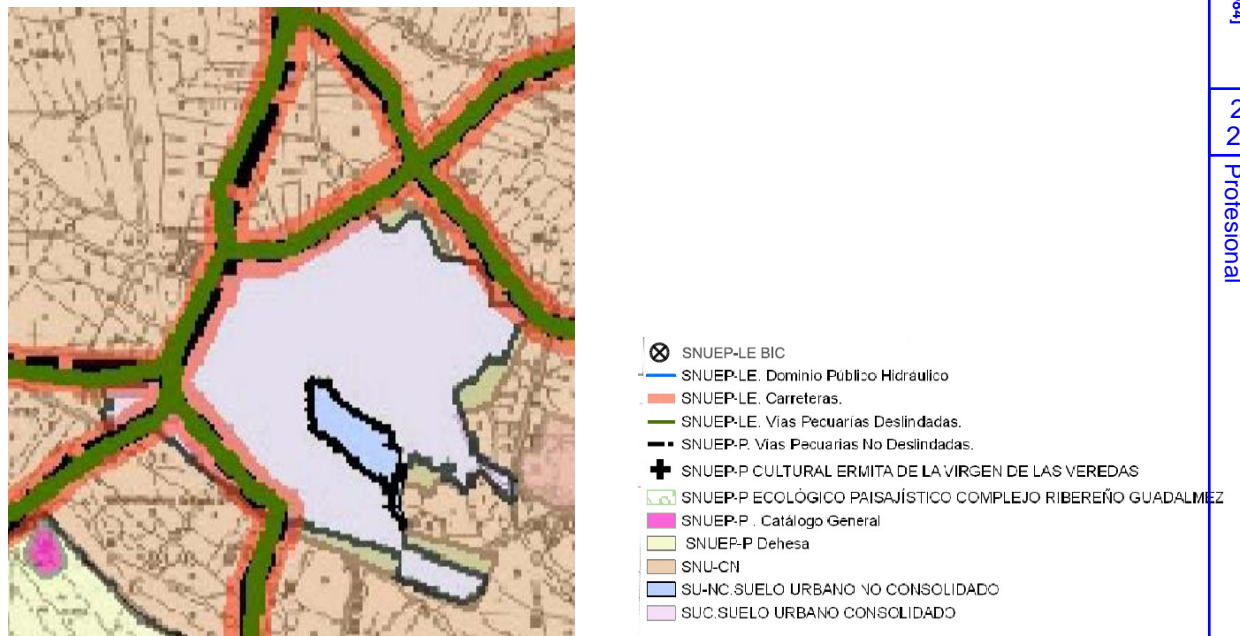 84]
2
2
Profesional
SNUEP-LE BIC
SNUEP-LE. Dominio Público Hidráulico
SNUEP-LE. Carreteras.
SNUEP-LE. Vías Pecuarias Deslindadas.
SNUEP-P. Vías Pecuarias No Deslindadas.
SNUEP-P CULTURAL ERMITA DE LA VIRGEN DE LAS VEREDAS
SNUEP-P ECOLÓGICO PAISAJÍSTICO COMPLEJO RIBEREÑO GUADALMEZ
SNUEP-P . Catálogo General
SNUEP-P Dehesa
SNU-CN
SU-NC.SUELO URBANO NO CONSOLIDADO
SUC.SUELO URBANO CONSOLIDADO